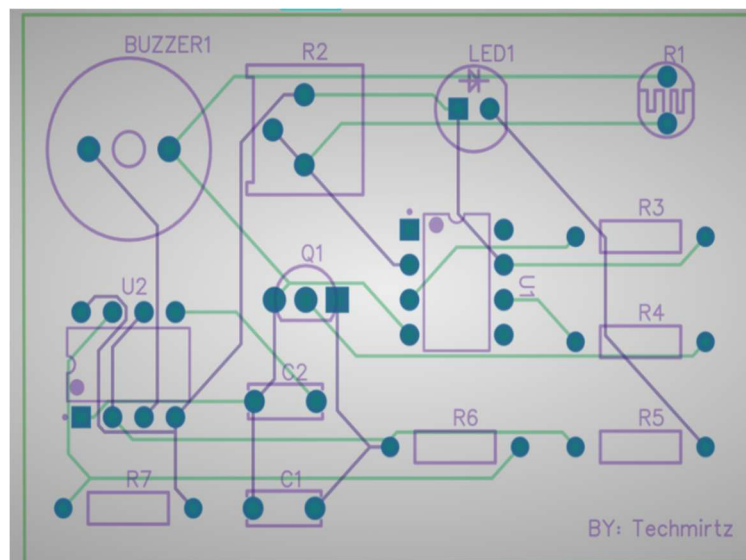 BUZZER1
R2
LED1
R1
R3
Q1
U2
U1
R4
C2
R6
R5
R7
C1
BY: Techmirtz